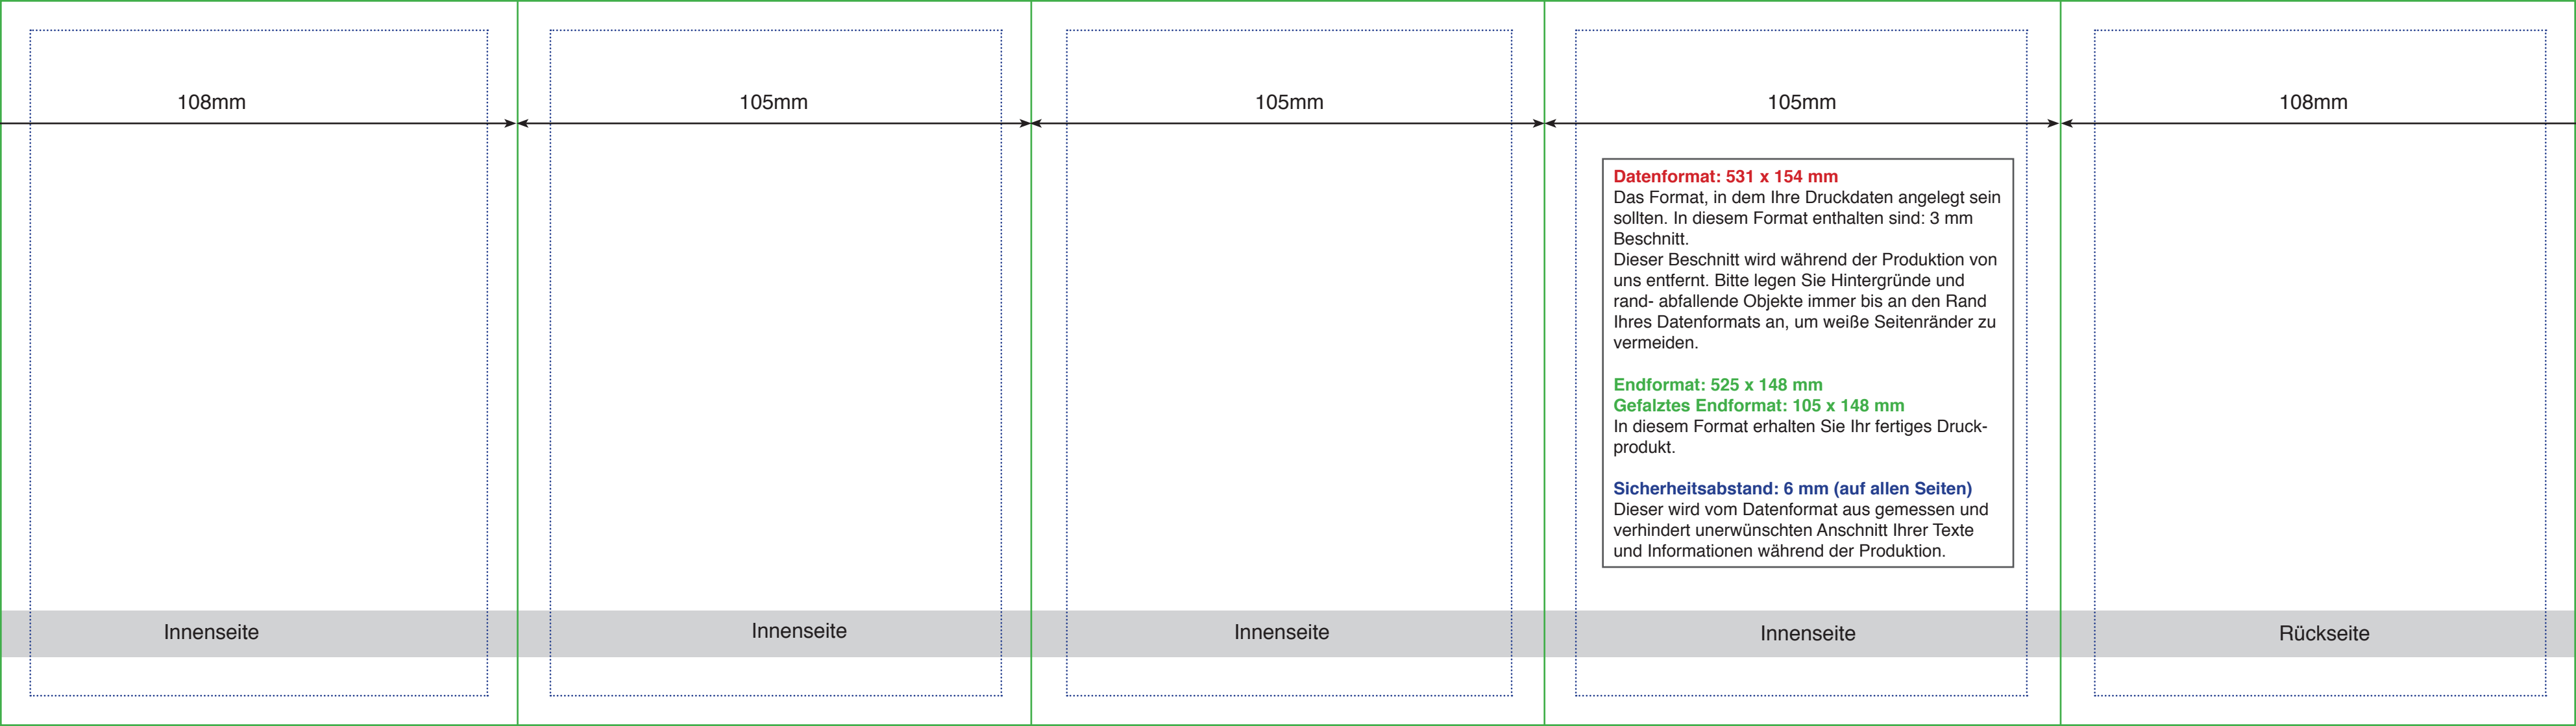 108mm
105mm
105mm
105mm
108mm
Datenformat: 531 x 154 mm
Das Format, in dem Ihre Druckdaten angelegt sein
sollten. In diesem Format enthalten sind: 3 mm
Beschnitt.
Dieser Beschnitt wird während der Produktion von
uns entfernt. Bitte legen Sie Hintergründe und
rand- abfallende Objekte immer bis an den Rand
Ihres Datenformats an, um weiße Seitenränder zu
vermeiden.
Endformat: 525 x 148 mm
Gefalztes Endformat: 105 x 148 mm
In diesem Format erhalten Sie Ihr fertiges Druck-
produkt.
Sicherheitsabstand: 6 mm (auf allen Seiten)
Dieser wird vom Datenformat aus gemessen und
verhindert unerwünschten Anschnitt Ihrer Texte
und Informationen während der Produktion.
Innenseite
Innenseite
Innenseite
Innenseite
Rückseite